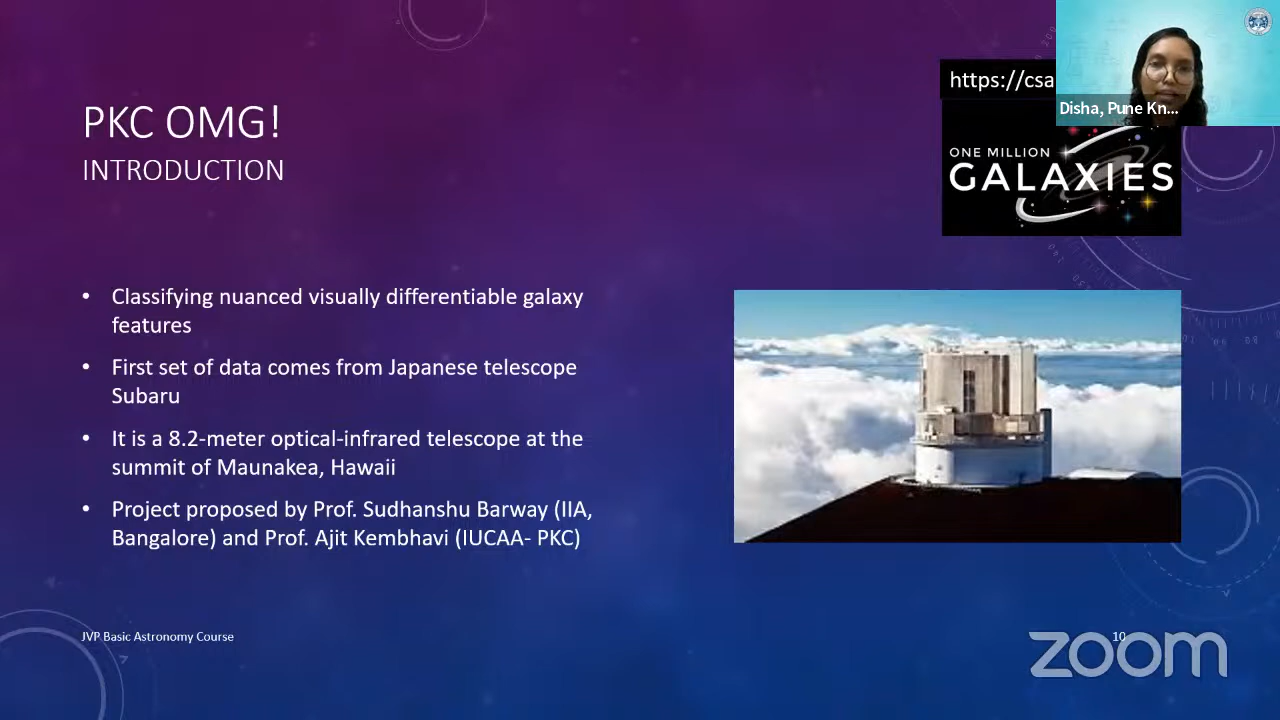 PKC OMG!
INTRODUCTION
https://csa
Disha, Pune Kn...
ONE MILLION
GALAXIES
• Classifying nuanced visually differentiable galaxy
features
• First set of data comes from Japanese telescope
Subaru
• It is a 8.2-meter optical-infrared telescope at the
summit of Maunakea, Hawaii
• Project proposed by Prof. Sudhanshu Barway (IIA,
Bangalore) and Prof. Ajit Kembhavi (IUCAA- PKC)
JVP Basic Astronomy Course
10
zoom